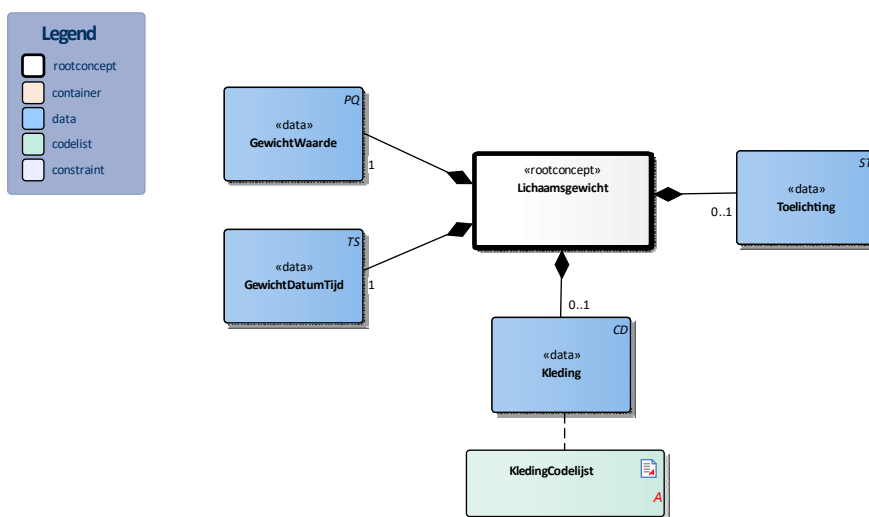 Legend
rootconcept
container
data
codelist
constraint
PQ
«data»
GewichtWaarde
1
«rootconcept»
Lichaamsgewicht
ST
«data»
Toelichting
0..1
TS
«data»
GewichtDatumTijd
1
0..1
CD
«data»
Kleding
KledingCodelijst
A